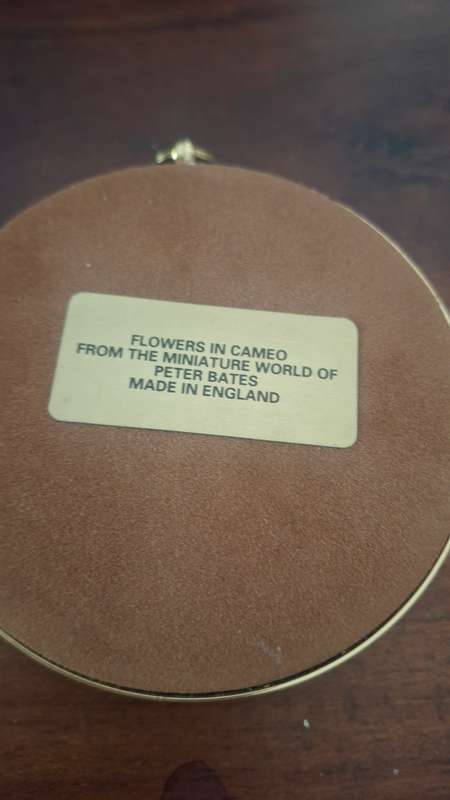 FLOWERS IN CAMEO
FROM THE MINIATURE WORLD OF
PETER BATES
MADE IN ENGLAND